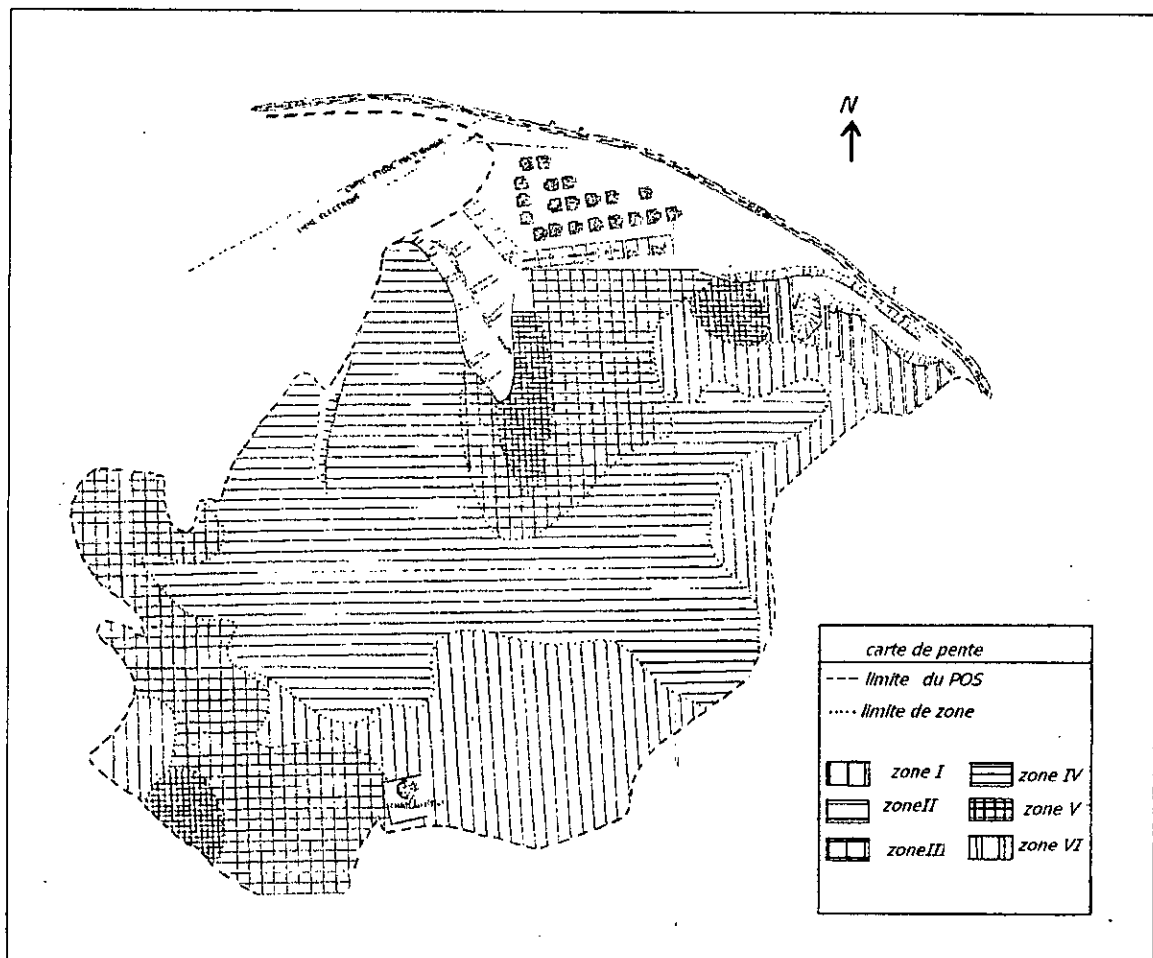 N
carte de pente
limite du POS
limite de zone
zone I
zone IV
zoneII
zone V
zoneIII
zone VI